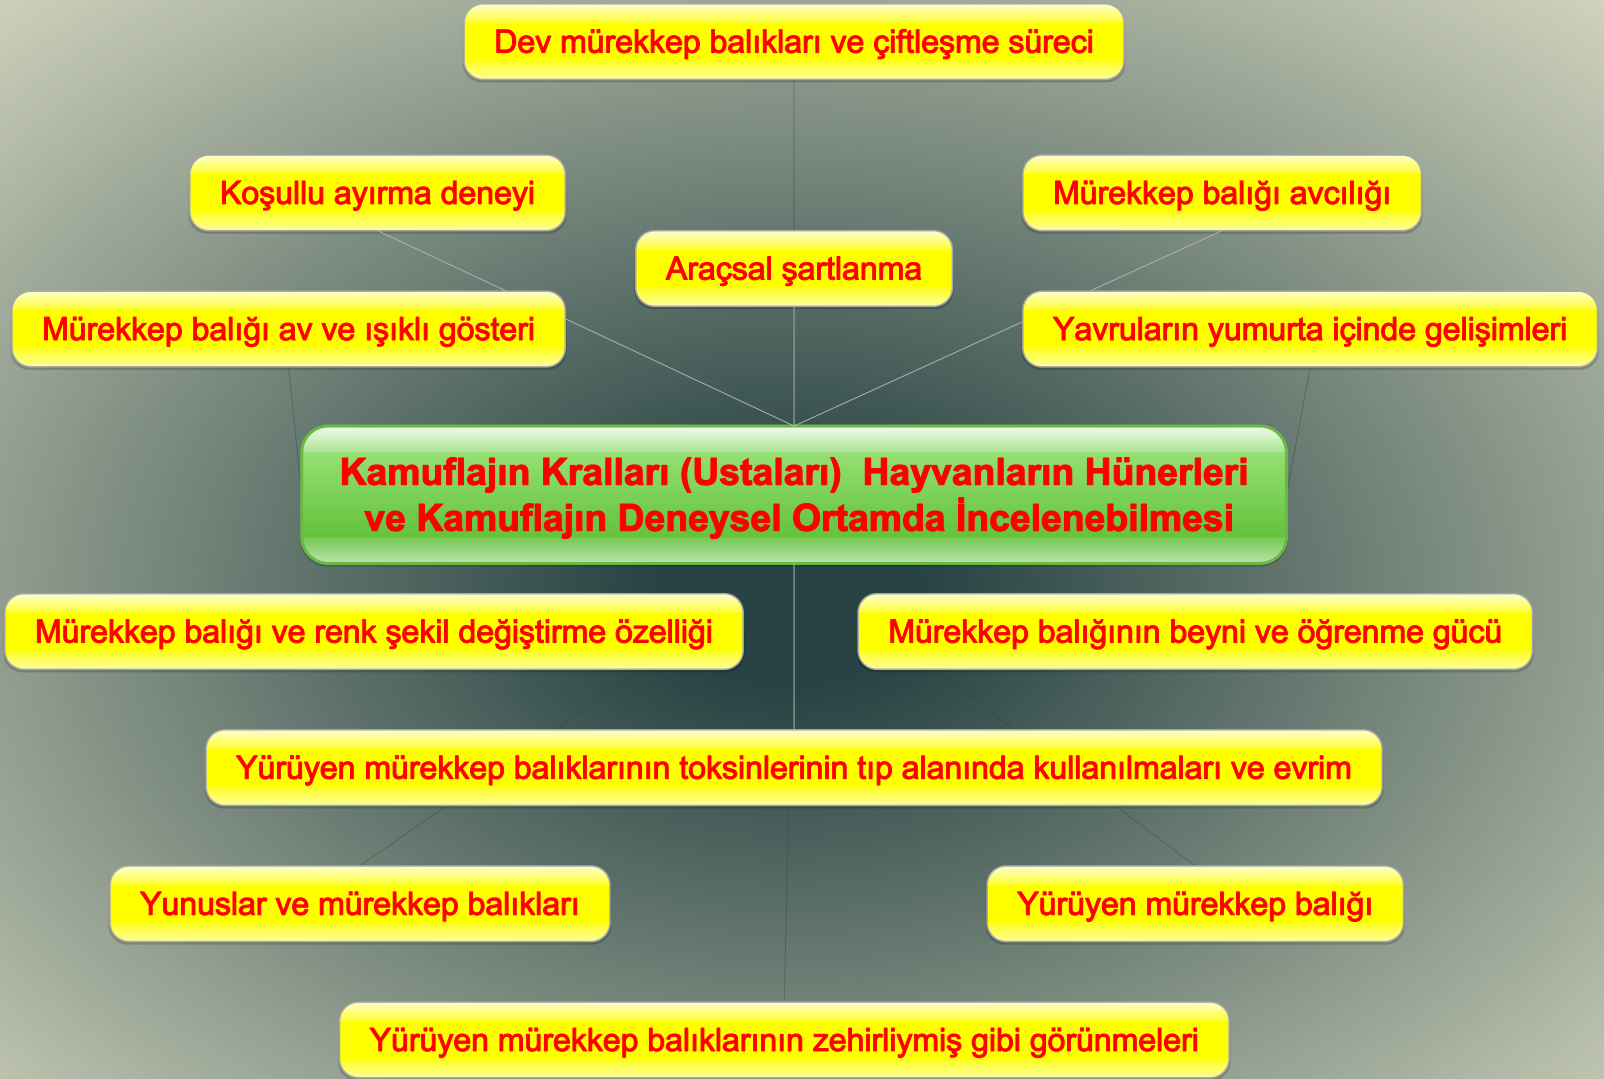 Dev mürekkep balıkları ve çiftleşme süreci
Koşullu ayırma deneyi
Mürekkep balığı avcılığı
Araçsal şartlanma
Mürekkep balığı av ve ışıklı gösteri
Yavruların yumurta içinde gelişimleri
Kamuflajın Kralları (Ustaları)  Hayvanların Hünerleri
ve Kamuflajın Deneysel Ortamda İncelenebilmesi
Mürekkep balığı ve renk şekil değiştirme özelliği
Mürekkep balığının beyni ve öğrenme gücü
Yürüyen mürekkep balıklarının toksinlerinin tıp alanında kullanılmaları ve evrim
Yunuslar ve mürekkep balıkları
Yürüyen mürekkep balığı
Yürüyen mürekkep balıklarının zehirliymiş gibi görünmeleri